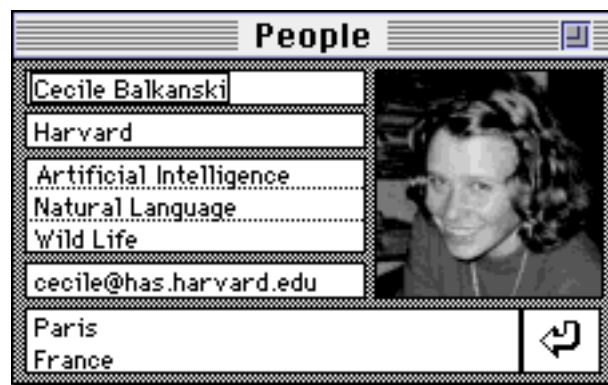 People
Cecile Balkanski
Harvard
Artificial Intelligence
Natural Language
Wild Life
cecile@has.harvard.edu
Paris
France